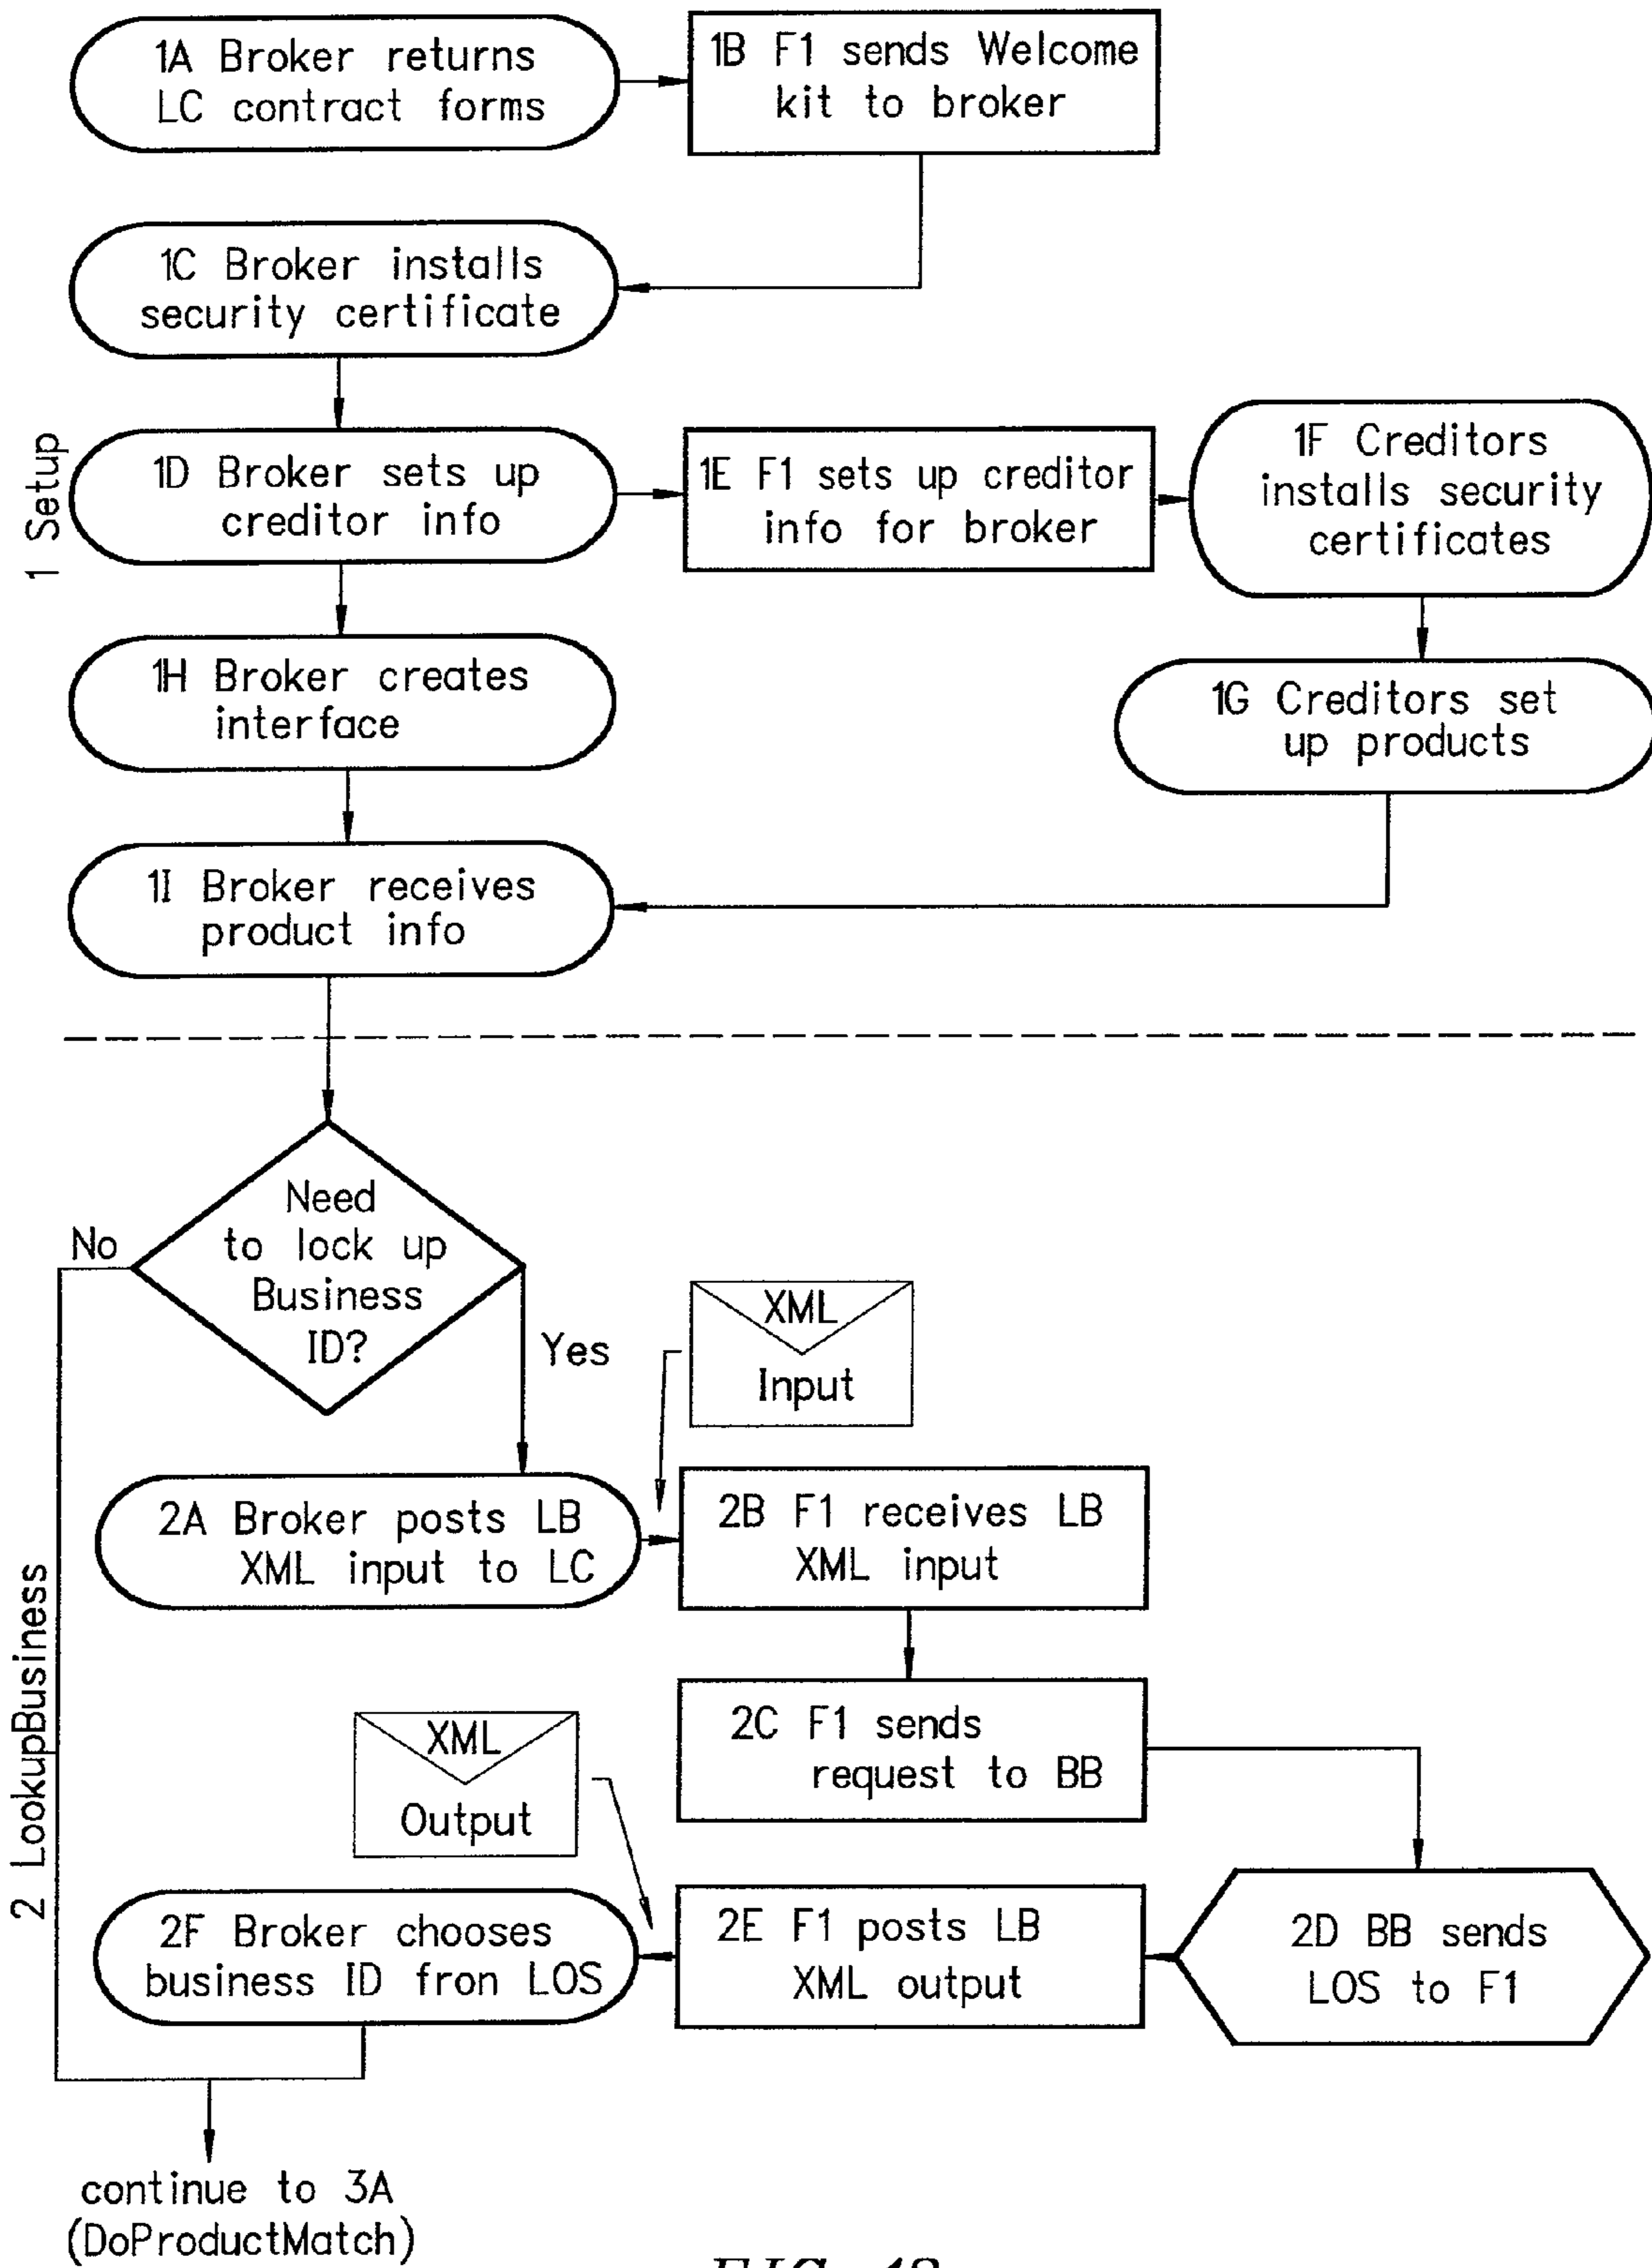 1A Broker returns
LC contract forms
1B F1 sends Welcome
kit to broker
1C Broker installs
security certificate
1 Setup
1D Broker sets up
creditor info
1E F1 sets up creditor
info for broker
1F Creditors
installs security
certificates
1H Broker creates
interface
1G Creditors set
up products
1I Broker receives
product info
Need
to lock up
Business
ID?
No
Yes
XML
Input
2 LookupBusiness
2A Broker posts LB
XML input to LC
2B F1 receives LB
XML input
2C F1 sends
request to BB
XML
Output
2F Broker chooses
business ID fron LOS
2E F1 posts LB
XML output
2D BB sends
LOS to F1
continue to 3A
(DoProductMatch)